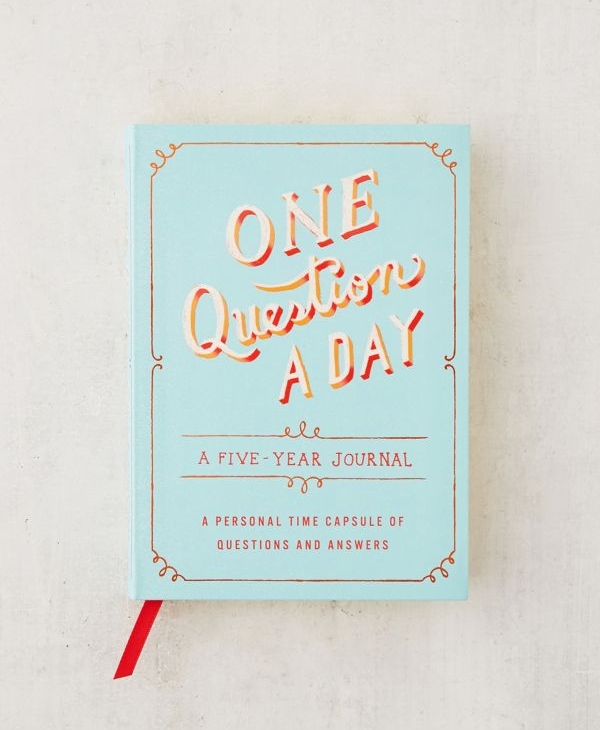 ONE
Question
A DAY
A FIVE-YEAR JOURNAL
A PERSONAL TIME CAPSULE OF
QUESTIONS AND ANSWERS